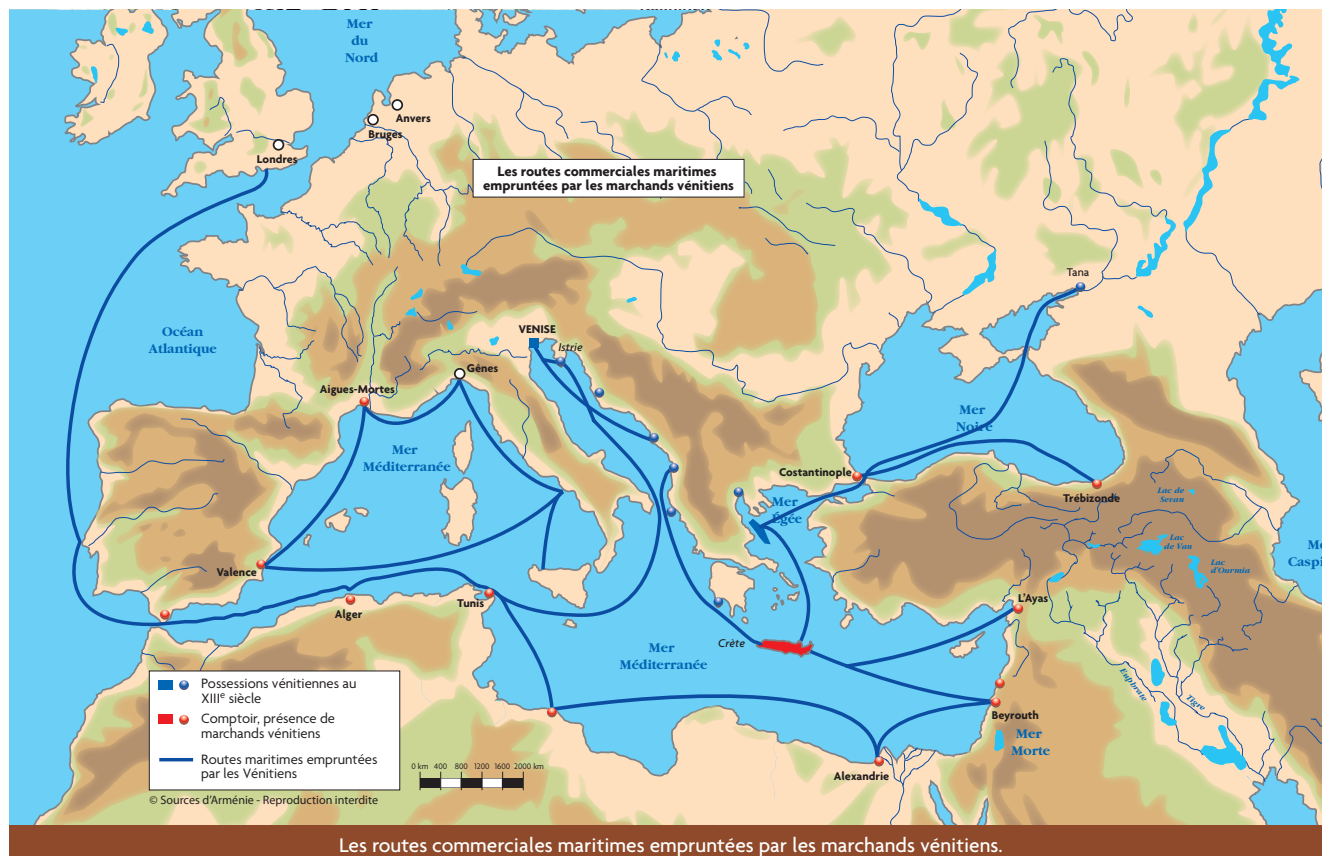 Mer
du
Nord
Anvers
Bruges
Londres
Les routes commerciales maritimes
empruntées par les marchands vénitiens
Tana
Océan
Atlantique
VENISE
Istrie
Gênes
Aigues-Mortes
Mer
Méditerranée
Mer
Noire
Costantinople
Trébizonde
Lac de
Sevan
Mer
Égée
Lac
de Van
Lac
d'Ourmia
Caspi
Valence
Alger
Tunis
L'Ayas
Crète
Mer
Méditerranée
Euphrate
Tigre
Beyrouth
Mer
Morte
Alexandrie
Possessions vénitiennes au
XIIIe siècle
Comptoir, présence de
marchands vénitiens
Routes maritimes empruntées
par les Vénitiens
0 km 400 800 1200 1600 2000 km
© Sources d'Arménie - Reproduction interdite
Les routes commerciales maritimes empruntées par les marchands vénitiens.